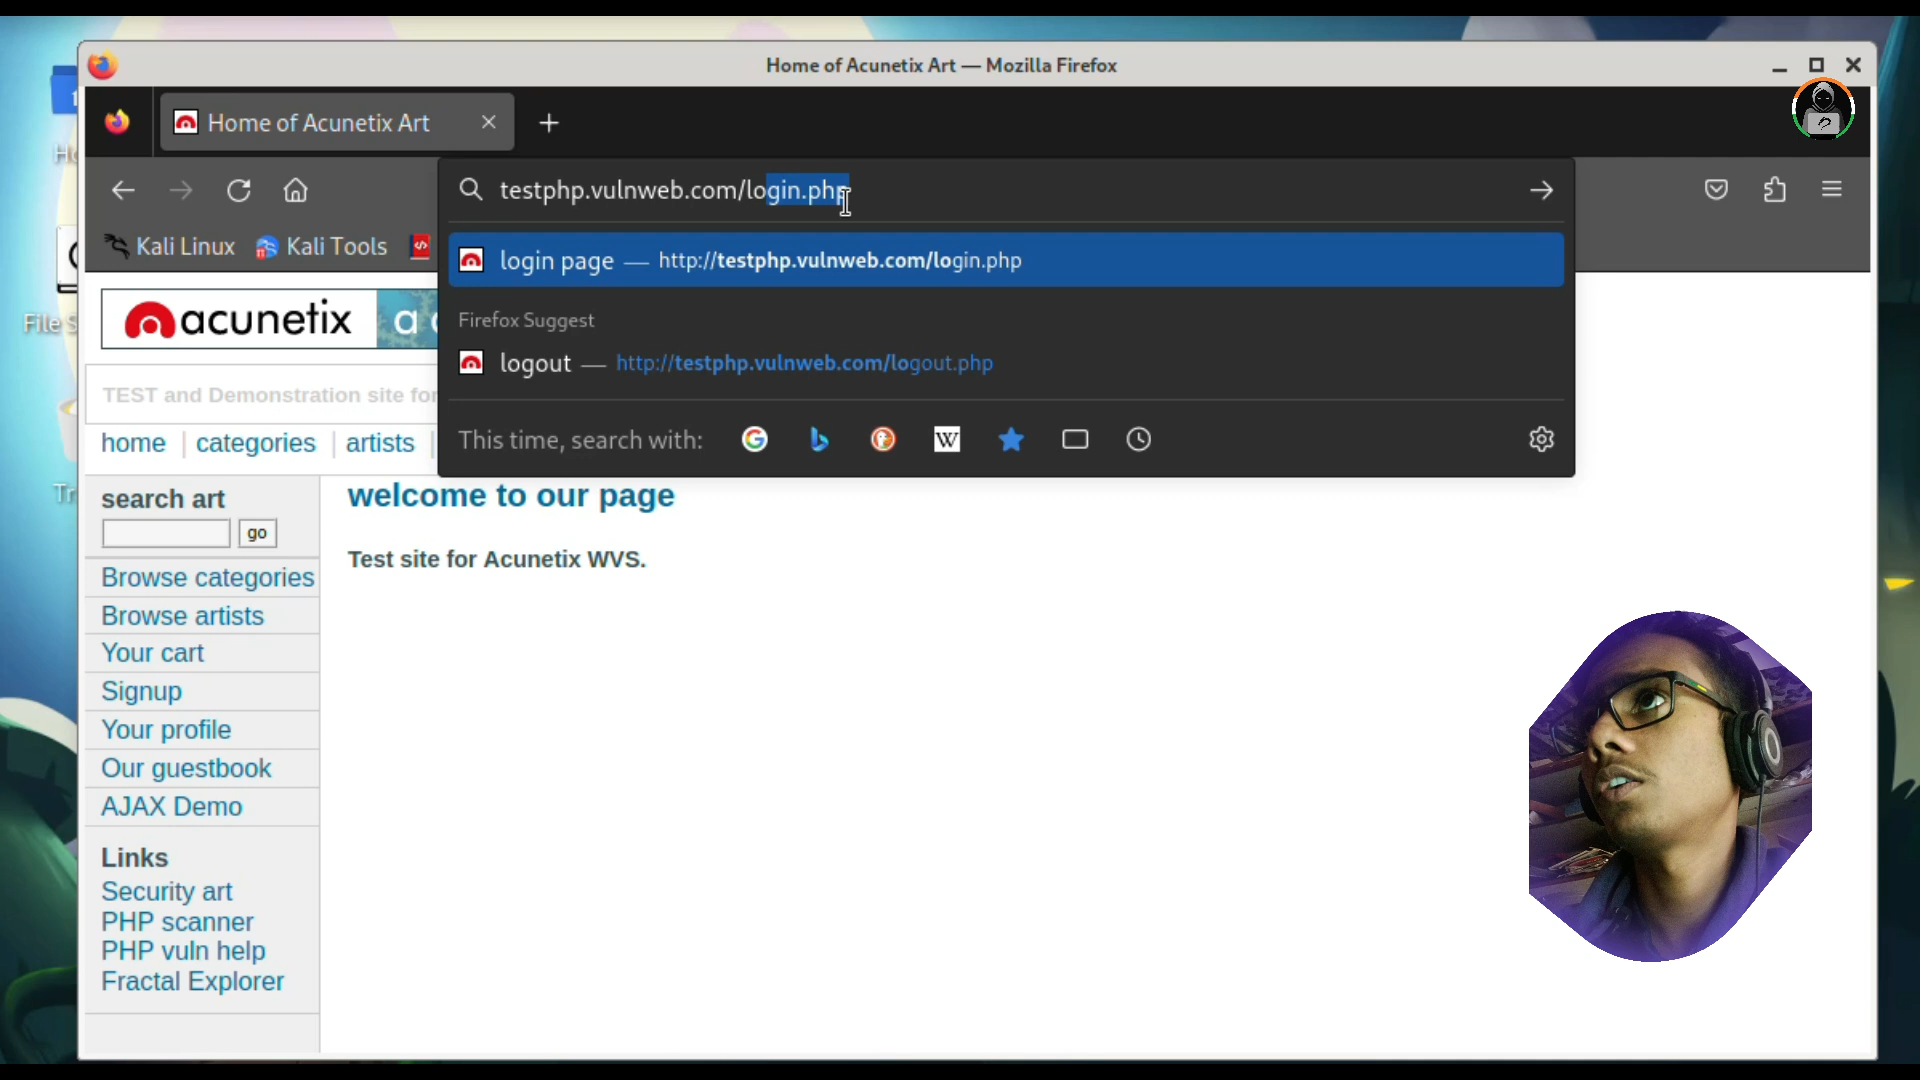 Home of Acunetix Art — Mozilla Firefox
Home of Acunetix Art
testphp.vulnweb.com/login.php
Kali Linux Kali Tools
login page — http://testphp.vulnweb.com/login.php
Firefox Suggest
logout — http://testphp.vulnweb.com/logout.php
This time, search with: G b W
File S
acunetix a
TEST and Demonstration site for
home categories artists
Tr
search art
go
Browse categories
Browse artists
Your cart
Signup
Your profile
Our guestbook
AJAX Demo
Links
Security art
PHP scanner
PHP vuln help
Fractal Explorer
welcome to our page
Test site for Acunetix WVS.